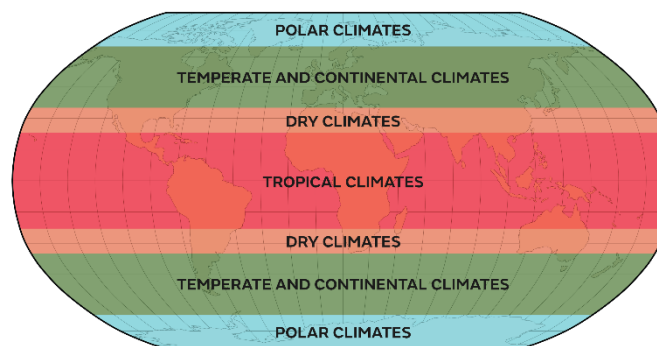 POLAR CLIMATES
TEMPERATE AND CONTINENTAL CLIMATES
DRY CLIMATES
TROPICAL CLIMATES
DRY CLIMATES
TEMPERATE AND CONTINENTAL CLIMATES
POLAR CLIMATES